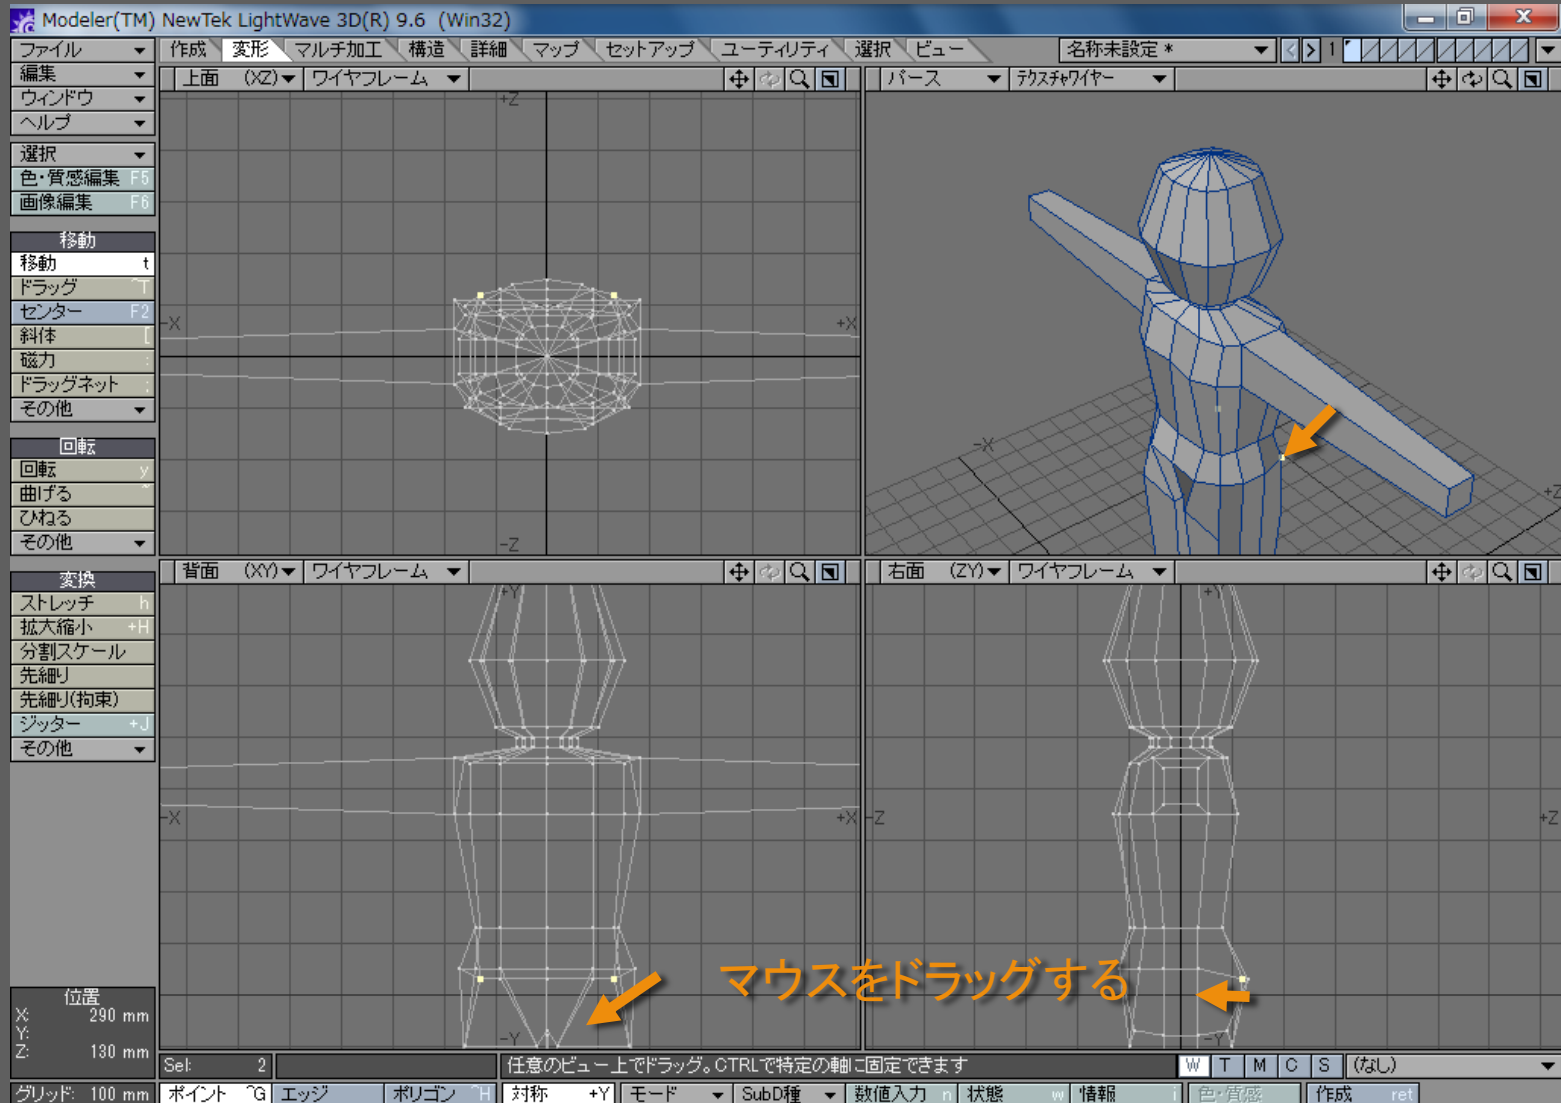 Modeler(TM) NewTek LightWave 3D(R) 9.6 (Win32)
ファイル 作成 変形 マルチ加工 構造 詳細 マップ セットアップ ユーティリティ 選択 ビュー 名称未設定 * < > 1
編集 上面 (XZ) ワイヤフレーム パース テクスチャワイヤー
ウィンドウ
ヘルプ
選択
色・質感編集 F5
画像編集 F6
移動
移動 t
ドラッグ ^T
センター F2
斜体 [
磁力 :
ドラッグネット ;
その他
回転
回転 y
曲げる ~
ひねる
その他
+Z
-X
+X
-Z
-X
+Z
背面 (XY) ワイヤフレーム 右面 (ZY) ワイヤフレーム
変換
ストレッチ h
拡大縮小 +H
分割スケール
先細り
先細り(拘束)
ジッター +J
その他
+Y
-X
+X
-Y
+Y
-Z
+Z
-Y
マウスをドラッグする
位置
X: 290 mm
Y:
Z: 130 mm
Sel: 2 任意のビュー上でドラッグ。CTRLで特定の軸に固定できます W T M C S (なし)
グリッド: 100 mm ポイント ^G エッジ ポリゴン ^H 対称 +Y モード SubD種 数値入力 n 状態 w 情報 i 色・質感 作成 ret